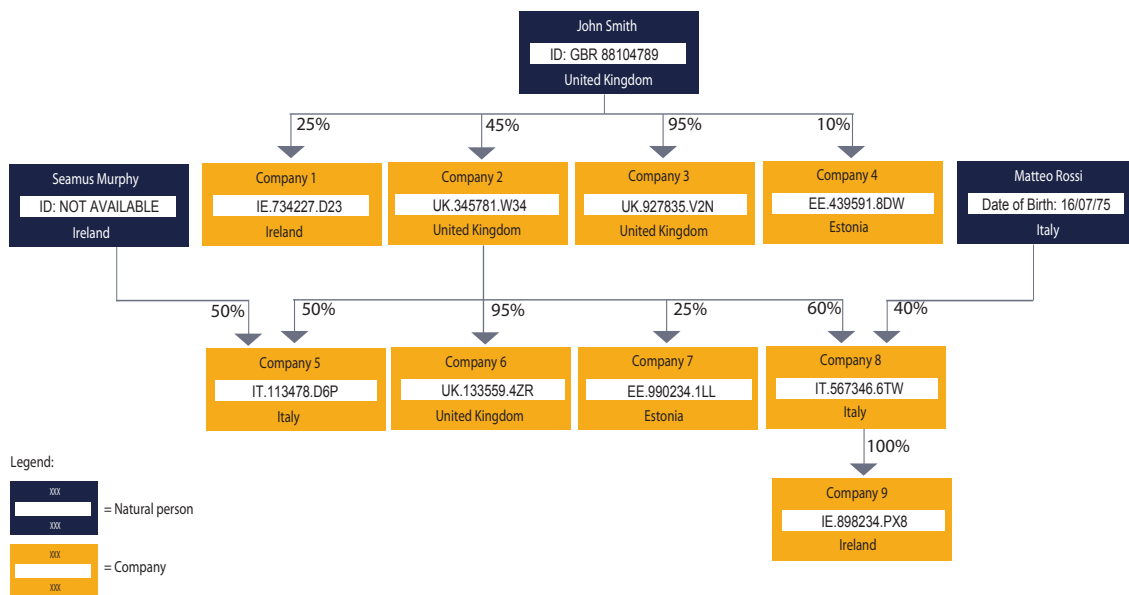 John Smith
ID: GBR 88104789
United Kingdom
25%
45%
95%
10%
Seamus Murphy
ID: NOT AVAILABLE
Ireland
Company 1
IE.734227.D23
Ireland
Company 2
UK.345781.W34
United Kingdom
Company 3
UK.927835.V2N
United Kingdom
Company 4
EE.439591.8DW
Estonia
Matteo Rossi
Date of Birth: 16/07/75
Italy
50%
50%
95%
25%
60%
40%
Company 5
IT.113478.D6P
Italy
Company 6
UK.133559.4ZR
United Kingdom
Company 7
EE.990234.1LL
Estonia
Company 8
IT.567346.6TW
Italy
100%
Company 9
IE.898234.PX8
Ireland
Legend:
xxx
xxx
= Natural person
xxx
xxx
= Company